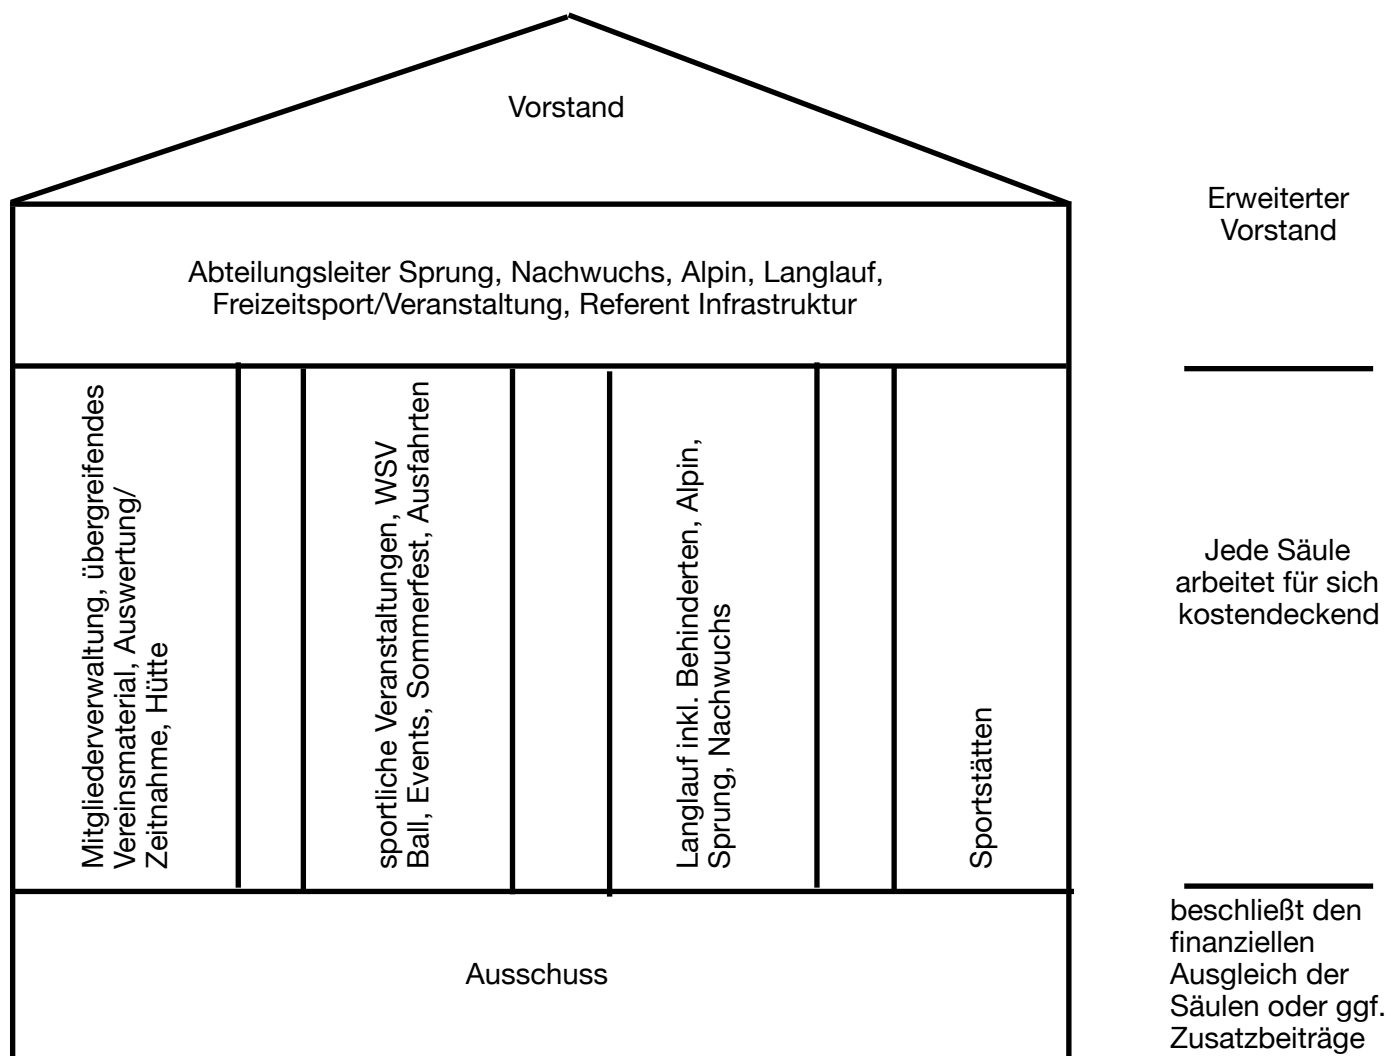 Vorstand
Erweiterter
Vorstand
Abteilungsleiter Sprung, Nachwuchs, Alpin, Langlauf,
Freizeitsport/Veranstaltung, Referent Infrastruktur
Mitgliederverwaltung, übergreifendes
Vereinsmaterial, Auswertung/
Zeitnahme, Hütte
sportliche Veranstaltungen, WSV
Ball, Events, Sommerfest, Ausfahrten
Langlauf inkl. Behinderten, Alpin,
Sprung, Nachwuchs
Sportstätten
Jede Säule
arbeitet für sich
kostendeckend
Ausschuss
beschließt den
finanziellen
Ausgleich der
Säulen oder ggf.
Zusatzbeiträge